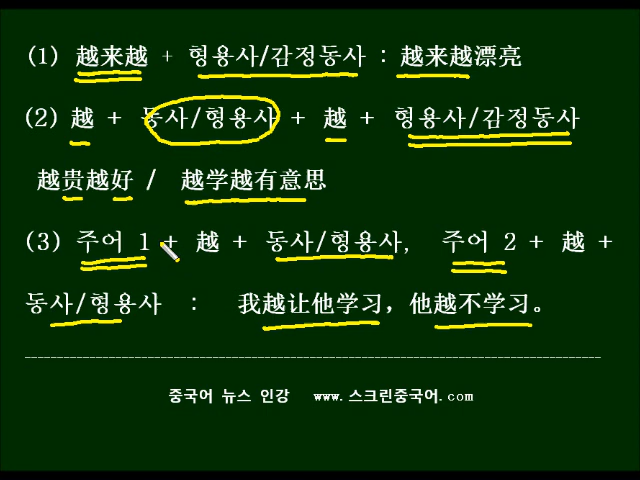 (1) 越来越 + 형용사/감정동사 : 越来越漂亮
(2) 越 + 동사/형용사 + 越 + 형용사/감정동사
越贵越好 / 越学越有意思
(3) 주어 1 + 越 + 동사/형용사, 주어 2 + 越 +
동사/형용사 : 我越让他学习, 他越不学习。
중국어 뉴스 인강 www.스크린중국어.com